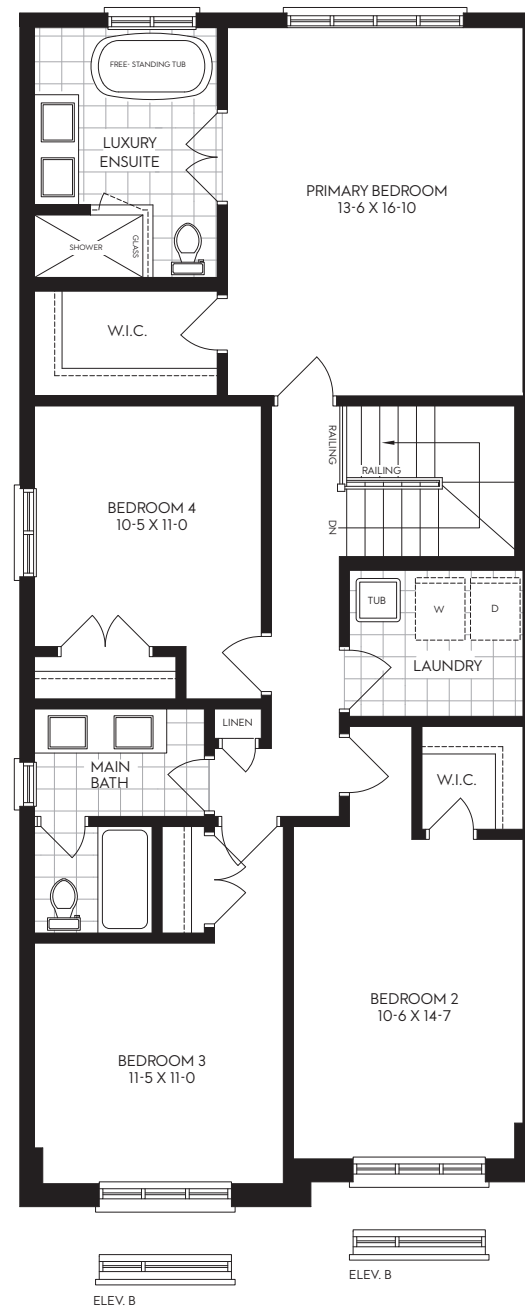 FREE- STANDING TUB
LUXURY
ENSUITE
PRIMARY BEDROOM
13-6 X 16-10
SHOWER
GLASS
W.I.C.
RAILING
RAILING
BEDROOM 4
10-5 X 11-0
DN
TUB
W
D
LAUNDRY
LINEN
MAIN
BATH
W.I.C.
BEDROOM 2
10-6 X 14-7
BEDROOM 3
11-5 X 11-0
ELEV. B
ELEV. B